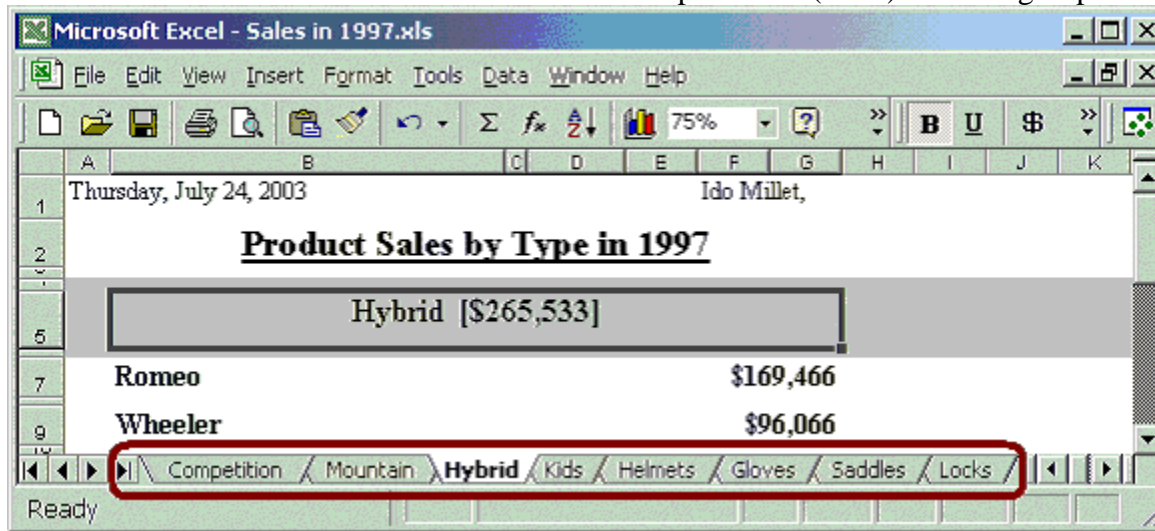 Microsoft Excel - Sales in 1997.xls
File Edit View Insert Format Tools Data Window Help
Σ fx 75% B U $
A B C D E F G H I J K
1 Thursday, July 24, 2003 Ido Millet,
2 Product Sales by Type in 1997
Hybrid [$265,533]
7 Romeo $169,466
9 Wheeler $96,066
Competition Mountain Hybrid Kids Helmets Gloves Saddles Locks
Ready